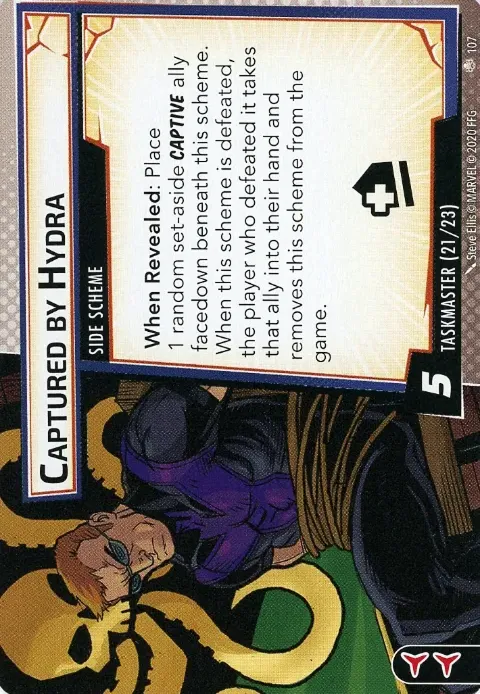 CAPTURED BY HYDRA
SIDE SCHEME
When Revealed: Place
1 random set-aside CAPTIVE ally
facedown beneath this scheme.
When this scheme is defeated,
the player who defeated it takes
that ally into their hand and
removes this scheme from the
game.
5
TASKMASTER (21/23)
Steve Ellis © MARVEL © 2020 FFG
107